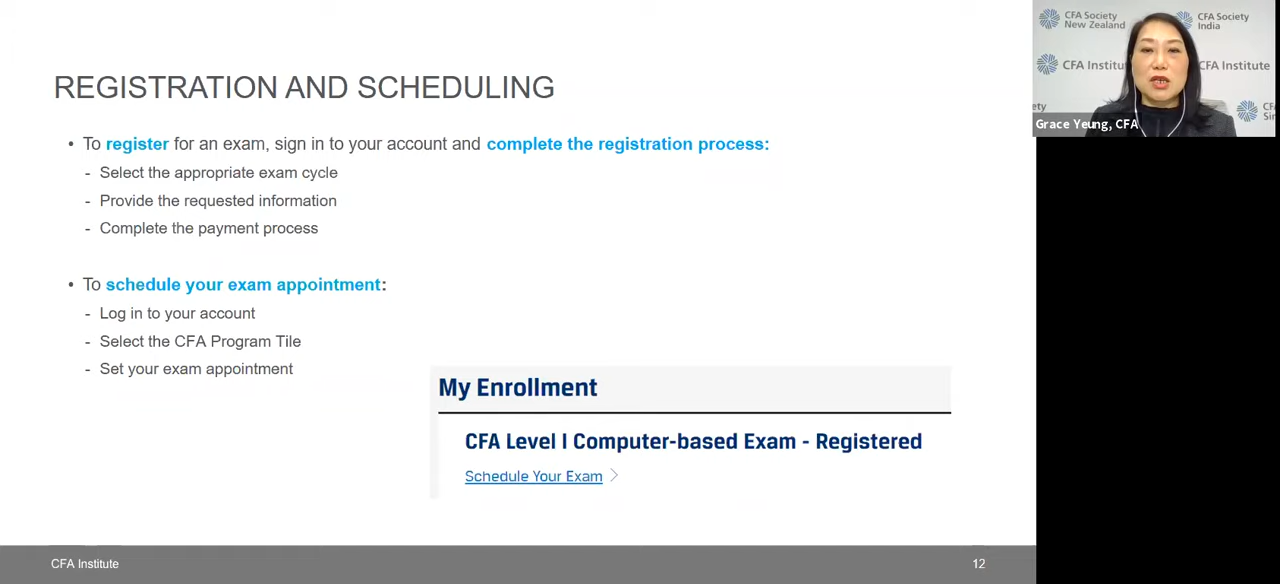 REGISTRATION AND SCHEDULING
• To register for an exam, sign in to your account and complete the registration process:
- Select the appropriate exam cycle
- Provide the requested information
- Complete the payment process
• To schedule your exam appointment:
- Log in to your account
- Select the CFA Program Tile
- Set your exam appointment
My Enrollment
CFA Level I Computer-based Exam - Registered
Schedule Your Exam
CFA Institute
12
CFA Society
New Zealand
CFA Society
India
CFA Institu
CFA Institute
ety
CF
Sin
Grace Yeung, CFA